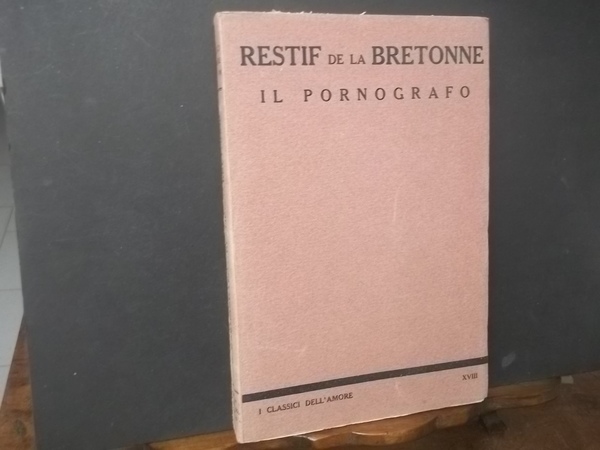 RESTIF DE LA BRETONNE
IL PORNOGRAFO
XVIII
I CLASSICI DELL'AMORE